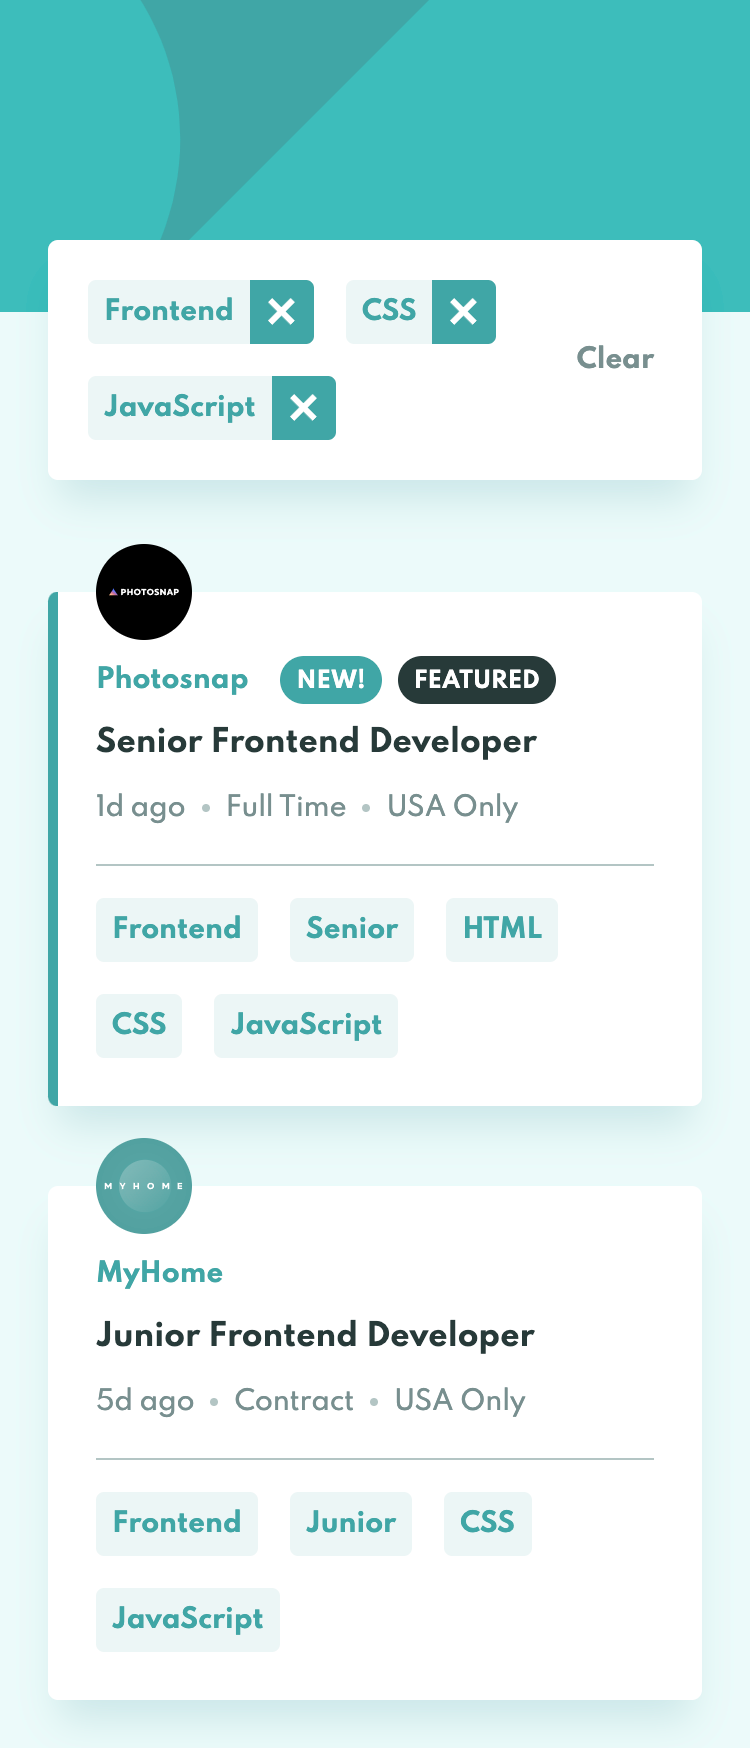 Frontend CSS
Clear
JavaScript
PHOTOSNAP
Photosnap NEW! FEATURED
Senior Frontend Developer
1d ago • Full Time • USA Only
Frontend Senior HTML
CSS JavaScript
MYHOME
MyHome
Junior Frontend Developer
5d ago • Contract • USA Only
Frontend Junior CSS
JavaScript